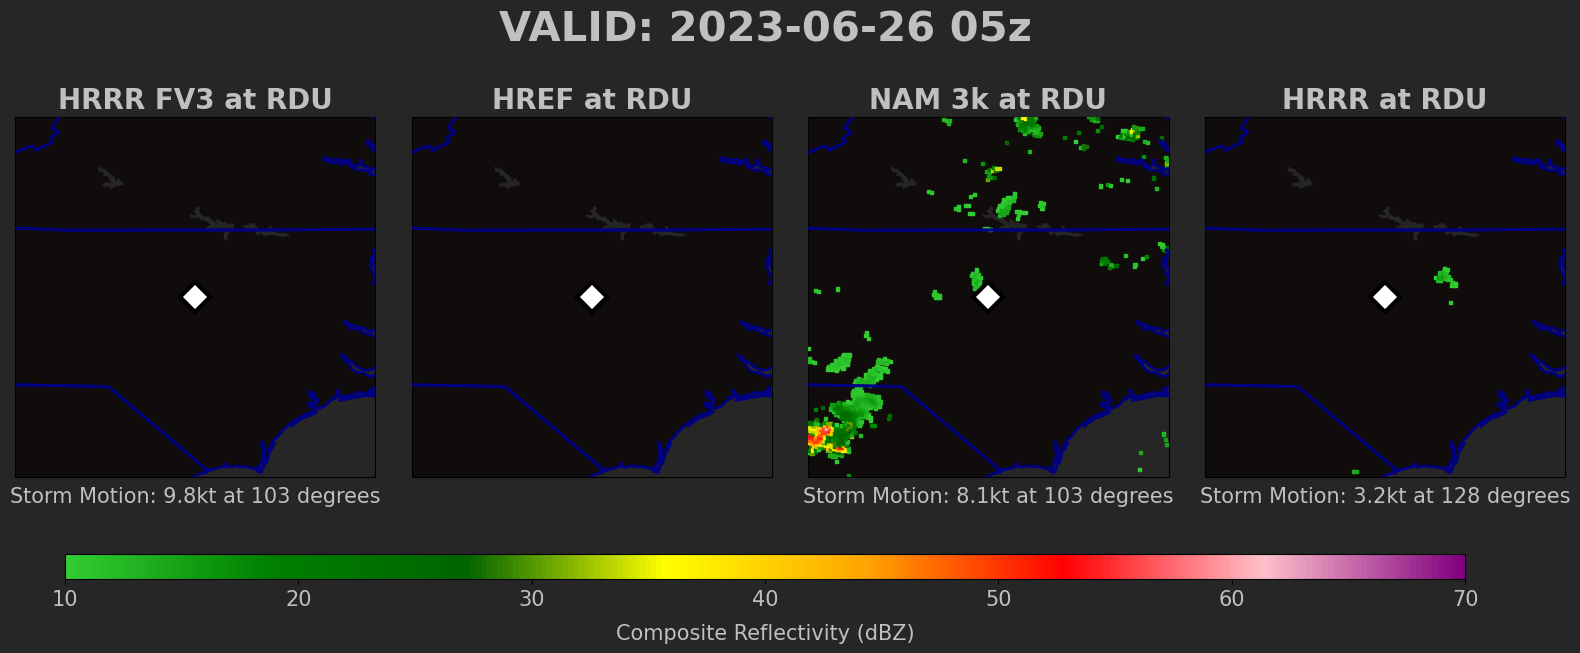 VALID: 2023-06-26 05z
HRRR FV3 at RDU
HREF at RDU
NAM 3k at RDU
HRRR at RDU
Storm Motion: 9.8kt at 103 degrees
Storm Motion: 8.1kt at 103 degrees
Storm Motion: 3.2kt at 128 degrees
10 20 30 40 50 60 70
Composite Reflectivity (dBZ)